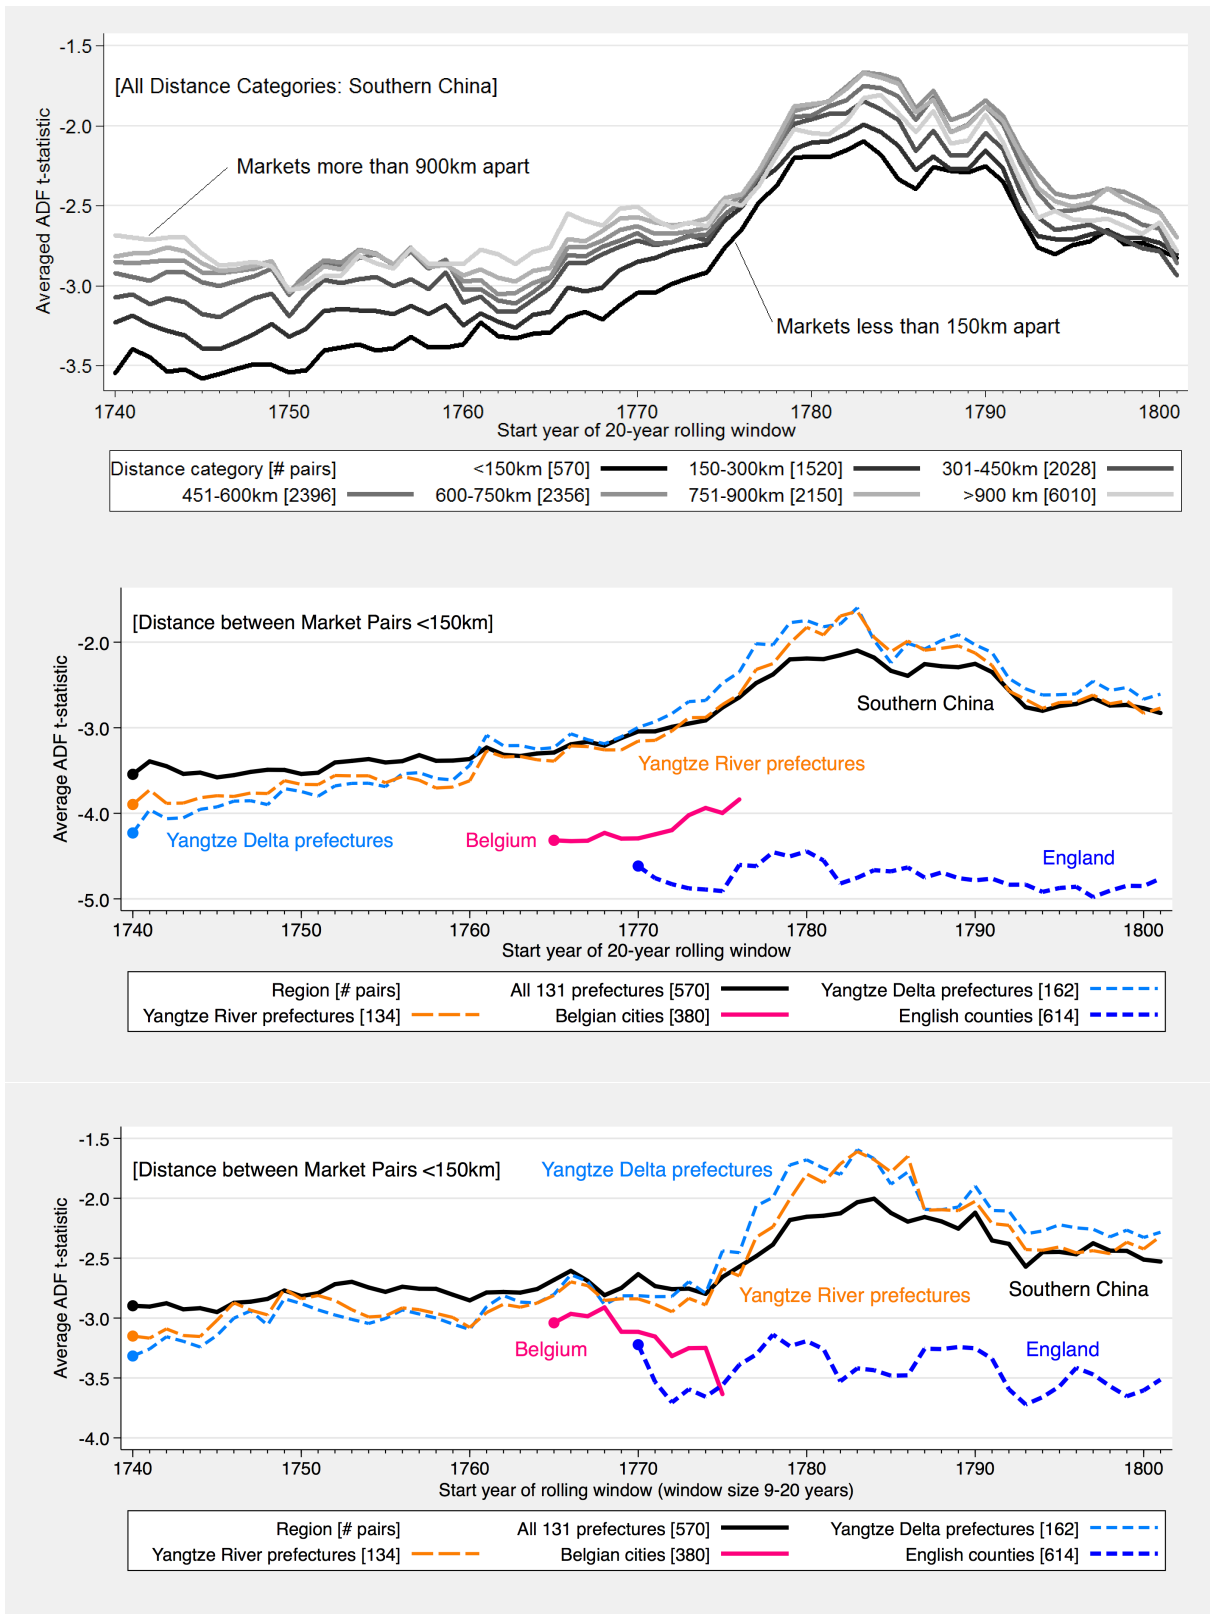 [All Distance Categories: Southern China]
Markets more than 900km apart
Markets less than 150km apart
Averaged ADF t-statistic
-1.5
-2.0
-2.5
-3.0
-3.5
1740 1750 1760 1770 1780 1790 1800
Start year of 20-year rolling window
Distance category [# pairs] <150km [570] 150-300km [1520] 301-450km [2028]
451-600km [2396] 600-750km [2356] 751-900km [2150] >900 km [6010]
[Distance between Market Pairs <150km]
Southern China
Yangtze River prefectures
Yangtze Delta prefectures
Belgium
England
Average ADF t-statistic
-2.0
-3.0
-4.0
-5.0
1740 1750 1760 1770 1780 1790 1800
Start year of 20-year rolling window
Region [# pairs] All 131 prefectures [570] Yangtze Delta prefectures [162]
Yangtze River prefectures [134] Belgian cities [380] English counties [614]
[Distance between Market Pairs <150km]
Yangtze Delta prefectures
Southern China
Yangtze River prefectures
Belgium
England
Average ADF t-statistic
-1.5
-2.0
-2.5
-3.0
-3.5
-4.0
1740 1750 1760 1770 1780 1790 1800
Start year of rolling window (window size 9-20 years)
Region [# pairs] All 131 prefectures [570] Yangtze Delta prefectures [162]
Yangtze River prefectures [134] Belgian cities [380] English counties [614]